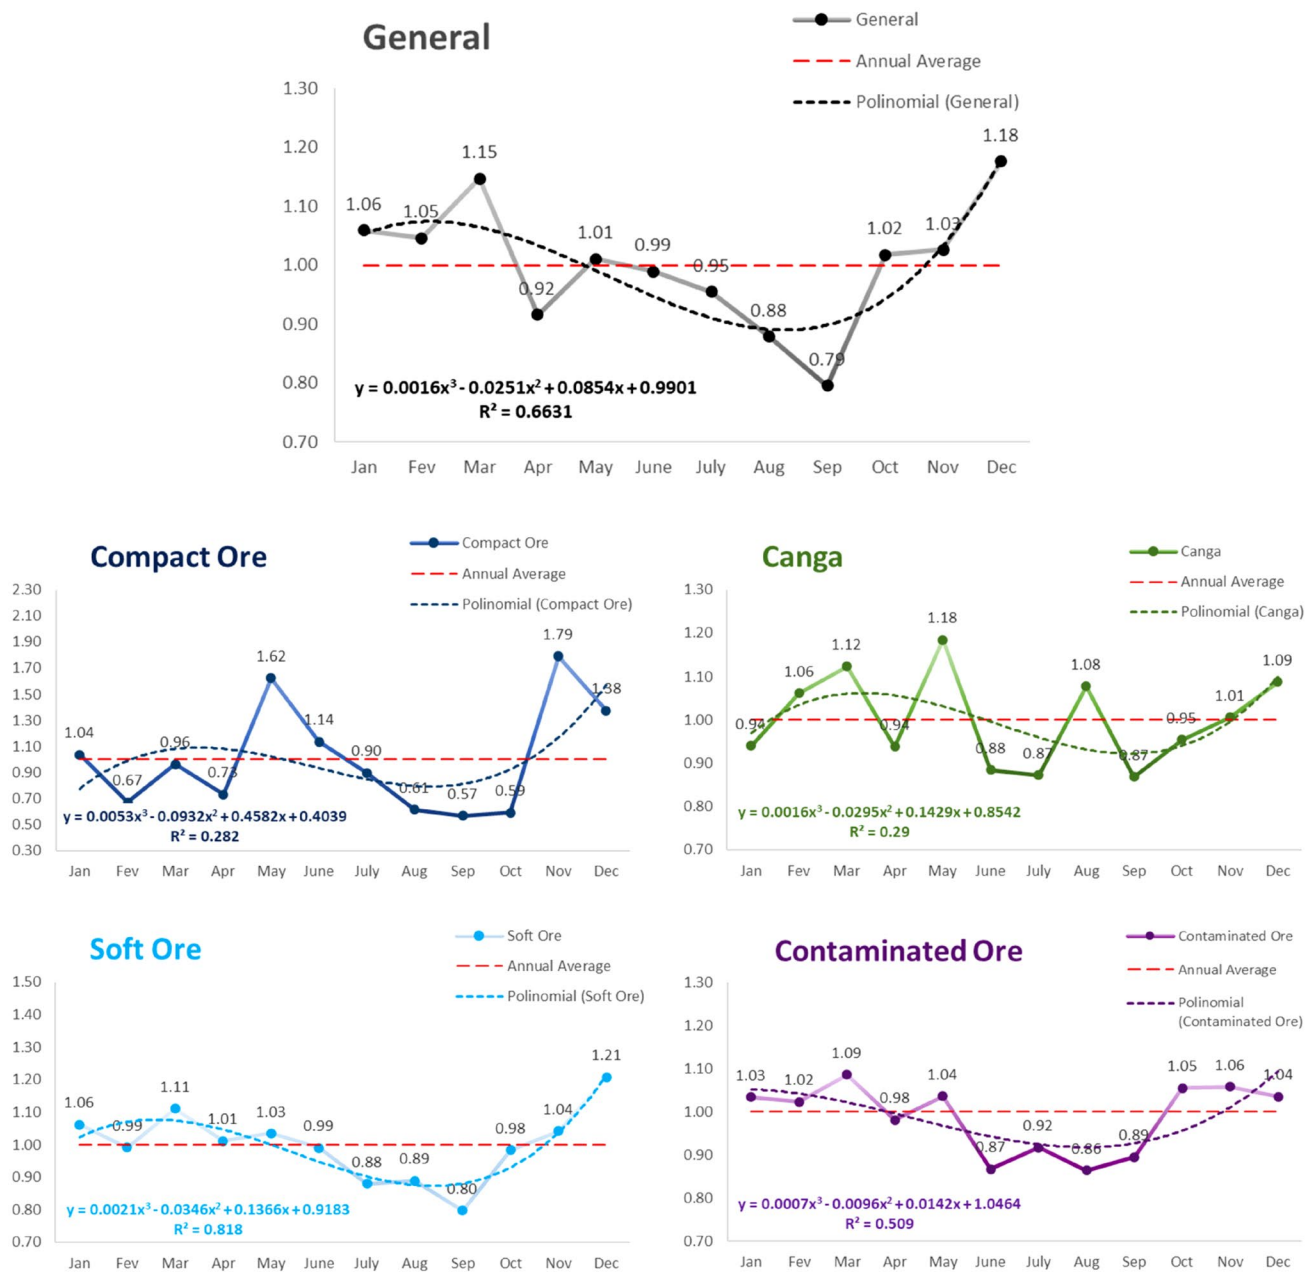 General
General
Annual Average
Polinomial (General)
1.30
1.20
1.10
1.00
0.90
0.80
0.70
1.06
1.05
1.15
0.92
1.01
0.99
0.95
0.88
0.79
1.02
1.03
1.18
y = 0.0016x³ - 0.0251x² + 0.0854x + 0.9901
R² = 0.6631
Jan Fev Mar Apr May June July Aug Sep Oct Nov Dec
Compact Ore
Compact Ore
Annual Average
Polinomial (Compact Ore)
2.30
2.10
1.90
1.70
1.50
1.30
1.10
0.90
0.70
0.50
0.30
1.04
0.67
0.96
0.73
1.62
1.14
0.90
0.61
0.57
0.59
1.79
1.38
y = 0.0053x³ - 0.0932x² + 0.4582x + 0.4039
R² = 0.282
Jan Fev Mar Apr May June July Aug Sep Oct Nov Dec
Canga
Canga
Annual Average
Polinomial (Canga)
1.30
1.20
1.10
1.00
0.90
0.80
0.70
0.94
1.06
1.12
0.94
1.18
0.88
0.87
1.08
0.87
0.95
1.01
1.09
y = 0.0016x³ - 0.0295x² + 0.1429x + 0.8542
R² = 0.29
Jan Fev Mar Apr May June July Aug Sep Oct Nov Dec
Soft Ore
Soft Ore
Annual Average
Polinomial (Soft Ore)
1.50
1.40
1.30
1.20
1.10
1.00
0.90
0.80
0.70
1.06
0.99
1.11
1.01
1.03
0.99
0.88
0.89
0.80
0.98
1.04
1.21
y = 0.0021x³ - 0.0346x² + 0.1366x + 0.9183
R² = 0.818
Jan Fev Mar Apr May June July Aug Sep Oct Nov Dec
Contaminated Ore
Contaminated Ore
Annual Average
Polinomial
(Contaminated Ore)
1.30
1.20
1.10
1.00
0.90
0.80
0.70
1.03
1.02
1.09
0.98
1.04
0.87
0.92
0.86
0.89
1.05
1.06
1.04
y = 0.0007x³ - 0.0096x² + 0.0142x + 1.0464
R² = 0.509
Jan Fev Mar Apr May June July Aug Sep Oct Nov Dec